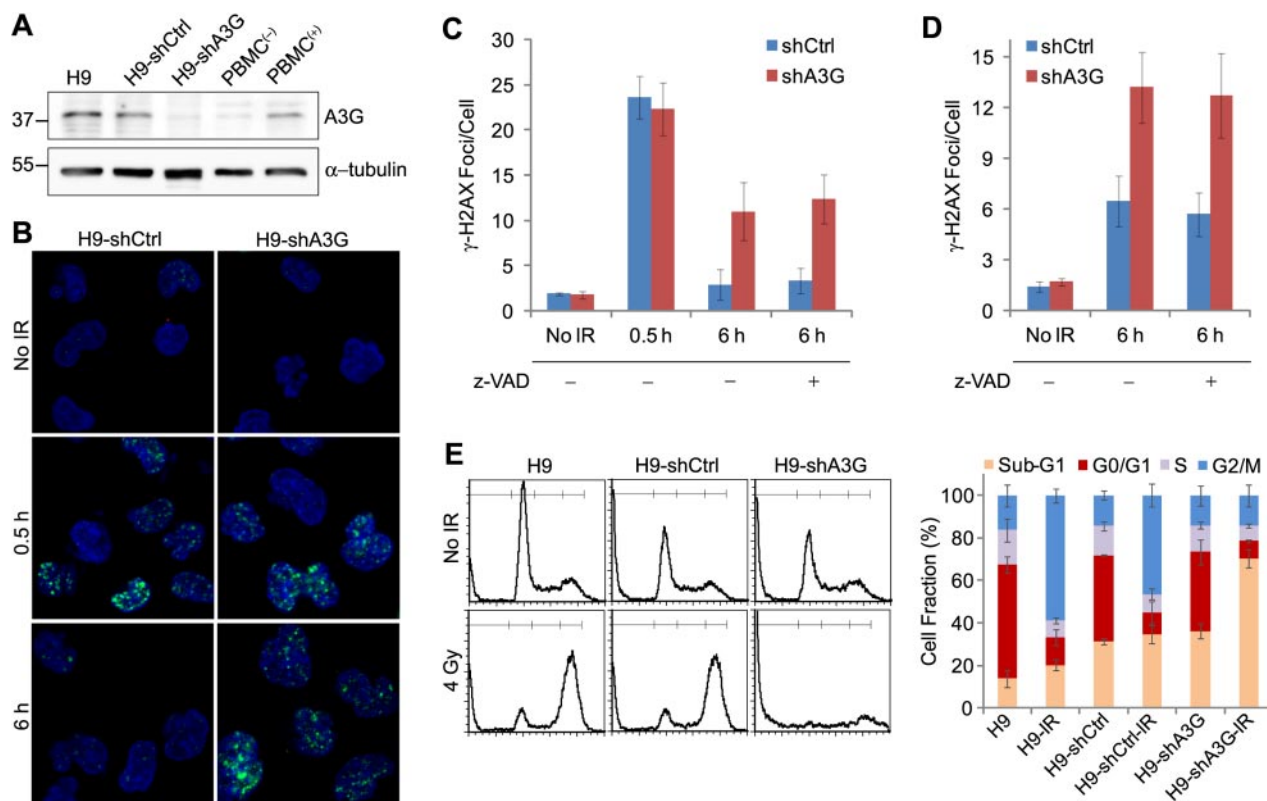 A
H9
H9-shCtrl
H9-shA3G
PBMC(–)
PBMC(+)
37
A3G
55
α–tubulin
B
H9-shCtrl
H9-shA3G
No IR
0.5 h
6 h
C
γ-H2AX Foci/Cell
30
25
20
15
10
5
0
shCtrl
shA3G
No IR
0.5 h
6 h
6 h
z-VAD
–
–
–
+
D
γ-H2AX Foci/Cell
15
12
9
6
3
0
shCtrl
shA3G
No IR
6 h
6 h
–
–
+
E
H9
H9-shCtrl
H9-shA3G
No IR
4 Gy
Sub-G1
G0/G1
S
G2/M
Cell Fraction (%)
100
80
60
40
20
0
H9
H9-IR
H9-shCtrl
H9-shCtrl-IR
H9-shA3G
H9-shA3G-IR